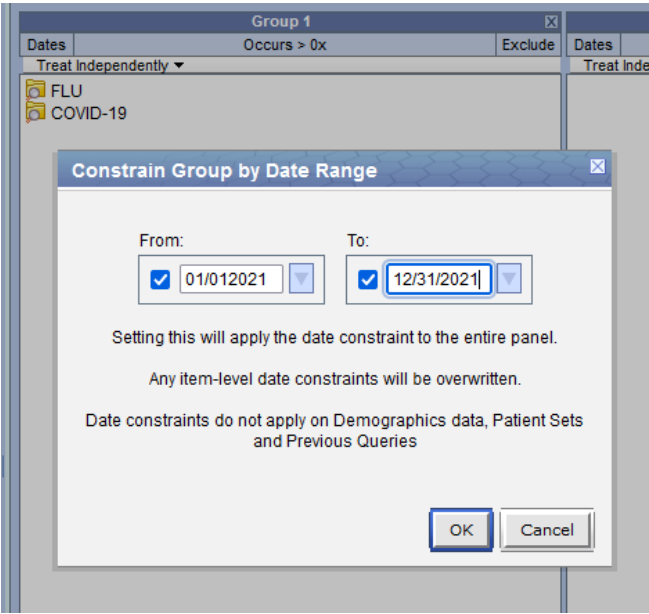 Group 1
Dates Occurs > 0x Exclude Dates
Treat Independently Treat Inde
FLU
COVID-19
Constrain Group by Date Range
From: To:
01/012021 12/31/2021
Setting this will apply the date constraint to the entire panel.
Any item-level date constraints will be overwritten.
Date constraints do not apply on Demographics data, Patient Sets
and Previous Queries
OK Cancel